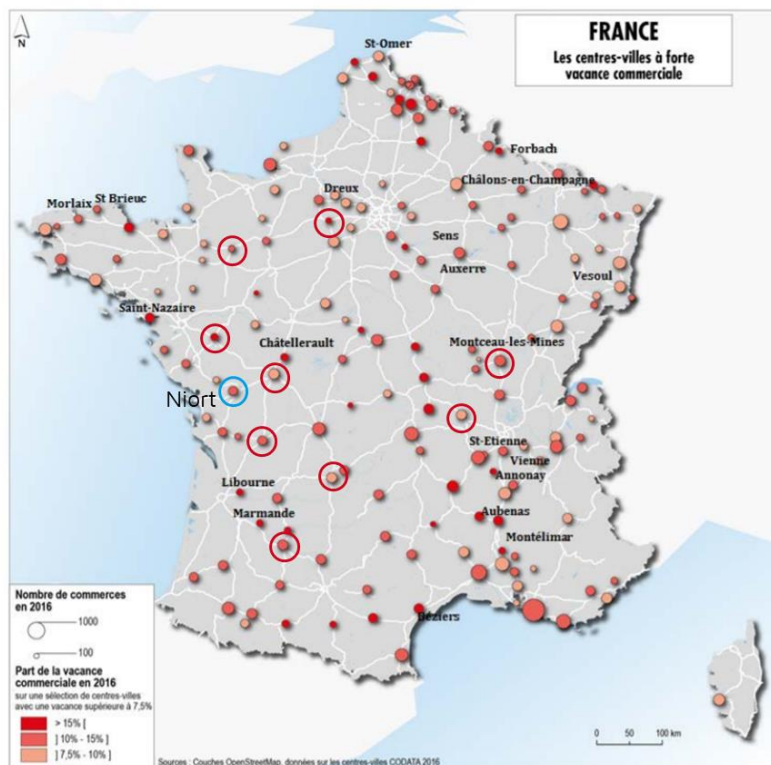 FRANCE
Les centres-villes à forte
vacance commerciale
N
St-Omer
Forbach
Châlons-en-Champagne
Dreux
St Brieuc
Morlaix
Sens
Auxerre
Vesoul
Saint-Nazaire
Châtellerault
Montceau-les-Mines
Niort
St-Etienne
Vienne
Annonay
Libourne
Marmande
Aubenas
Montélimar
Béziers
Nombre de commerces
en 2016
1000
100
Part de la vacance
commerciale en 2016
sur une sélection de centres-villes
avec une vacance supérieure à 7,5%
> 15% [
] 10% - 15%]
] 7,5% - 10%]
0 50 100 km
Sources : Couches OpenStreetMap, données sur les centres-villes CODATA 2016